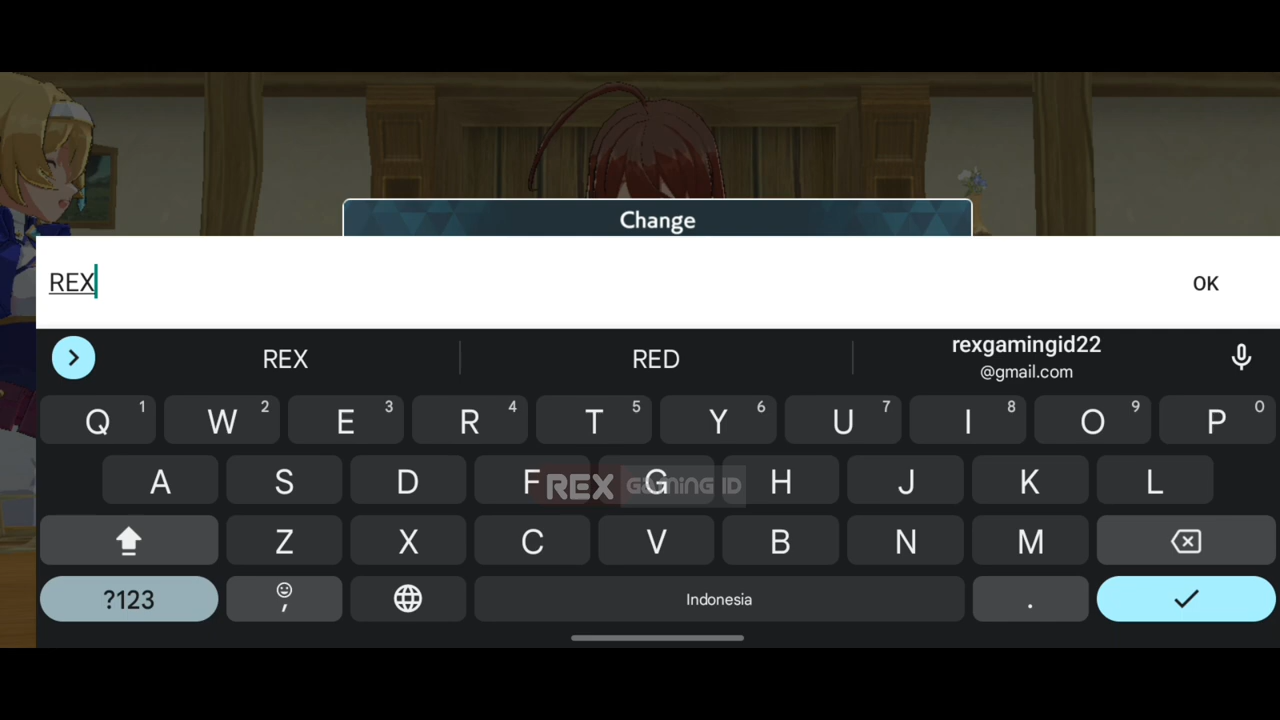 Change
REX
OK
REX RED rexgamingid22
@gmail.com
Q 1 W 2 E 3 R 4 T 5 Y 6 U 7 I 8 O 9 P 0
A S D F G H J K L
REX GAMING ID
Z X C V B N M
?123 , Indonesia .